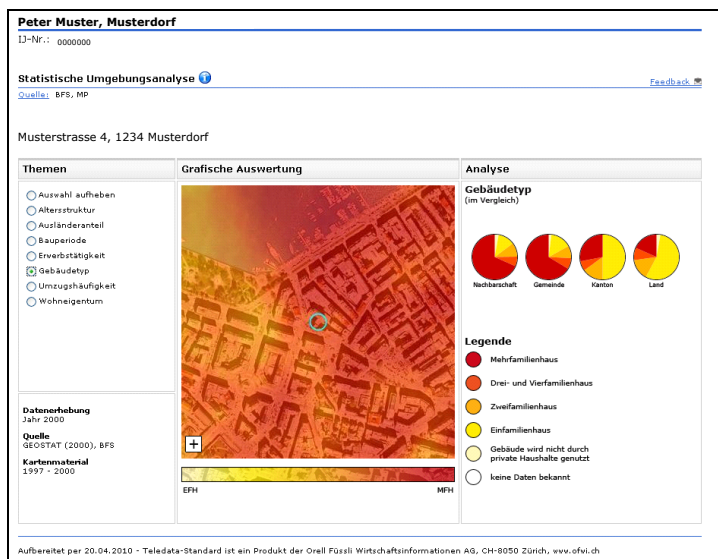 Peter Muster, Musterdorf
IJ-Nr.: 0000000
Statistische Umgebungsanalyse
Feedback
Quelle: BFS, MP
Musterstrasse 4, 1234 Musterdorf
Themen
Auswahl aufheben
Altersstruktur
Ausländeranteil
Bauperiode
Erwerbstätigkeit
Gebäudetyp
Umzugshäufigkeit
Wohneigentum
Datenerhebung
Jahr 2000
Quelle
GEOSTAT (2000), BFS
Kartenmaterial
1997 - 2000
Grafische Auswertung
+
EFH MFH
Analyse
Gebäudetyp
(im Vergleich)
Nachbarschaft Gemeinde Kanton Land
Legende
Mehrfamilienhaus
Drei- und Vierfamilienhaus
Zweifamilienhaus
Einfamilienhaus
Gebäude wird nicht durch
private Haushalte genutzt
keine Daten bekannt
Aufbereitet per 20.04.2010 - Teledata-Standard ist ein Produkt der Orell Füssli Wirtschaftsinformationen AG, CH-8050 Zürich, www.ofwi.ch